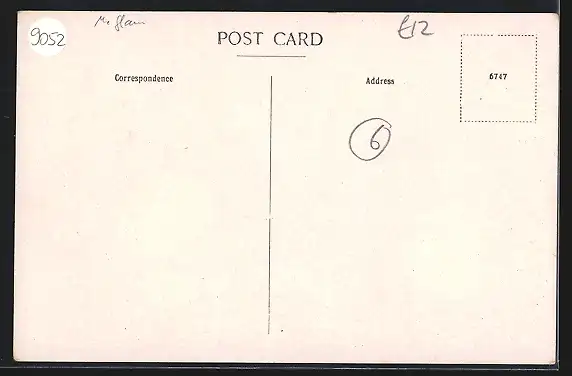 9052
£12
POST CARD
Correspondence
Address
6747
6